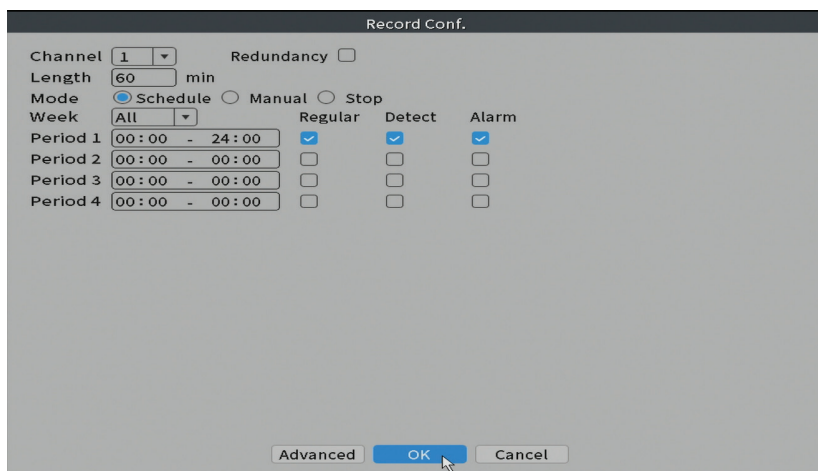 Record Conf.
Channel 1 Redundancy
Length 60 min
Mode Schedule Manual Stop
Week All Regular Detect Alarm
Period 1 00:00 - 24:00
Period 2 00:00 - 00:00
Period 3 00:00 - 00:00
Period 4 00:00 - 00:00
Advanced OK Cancel